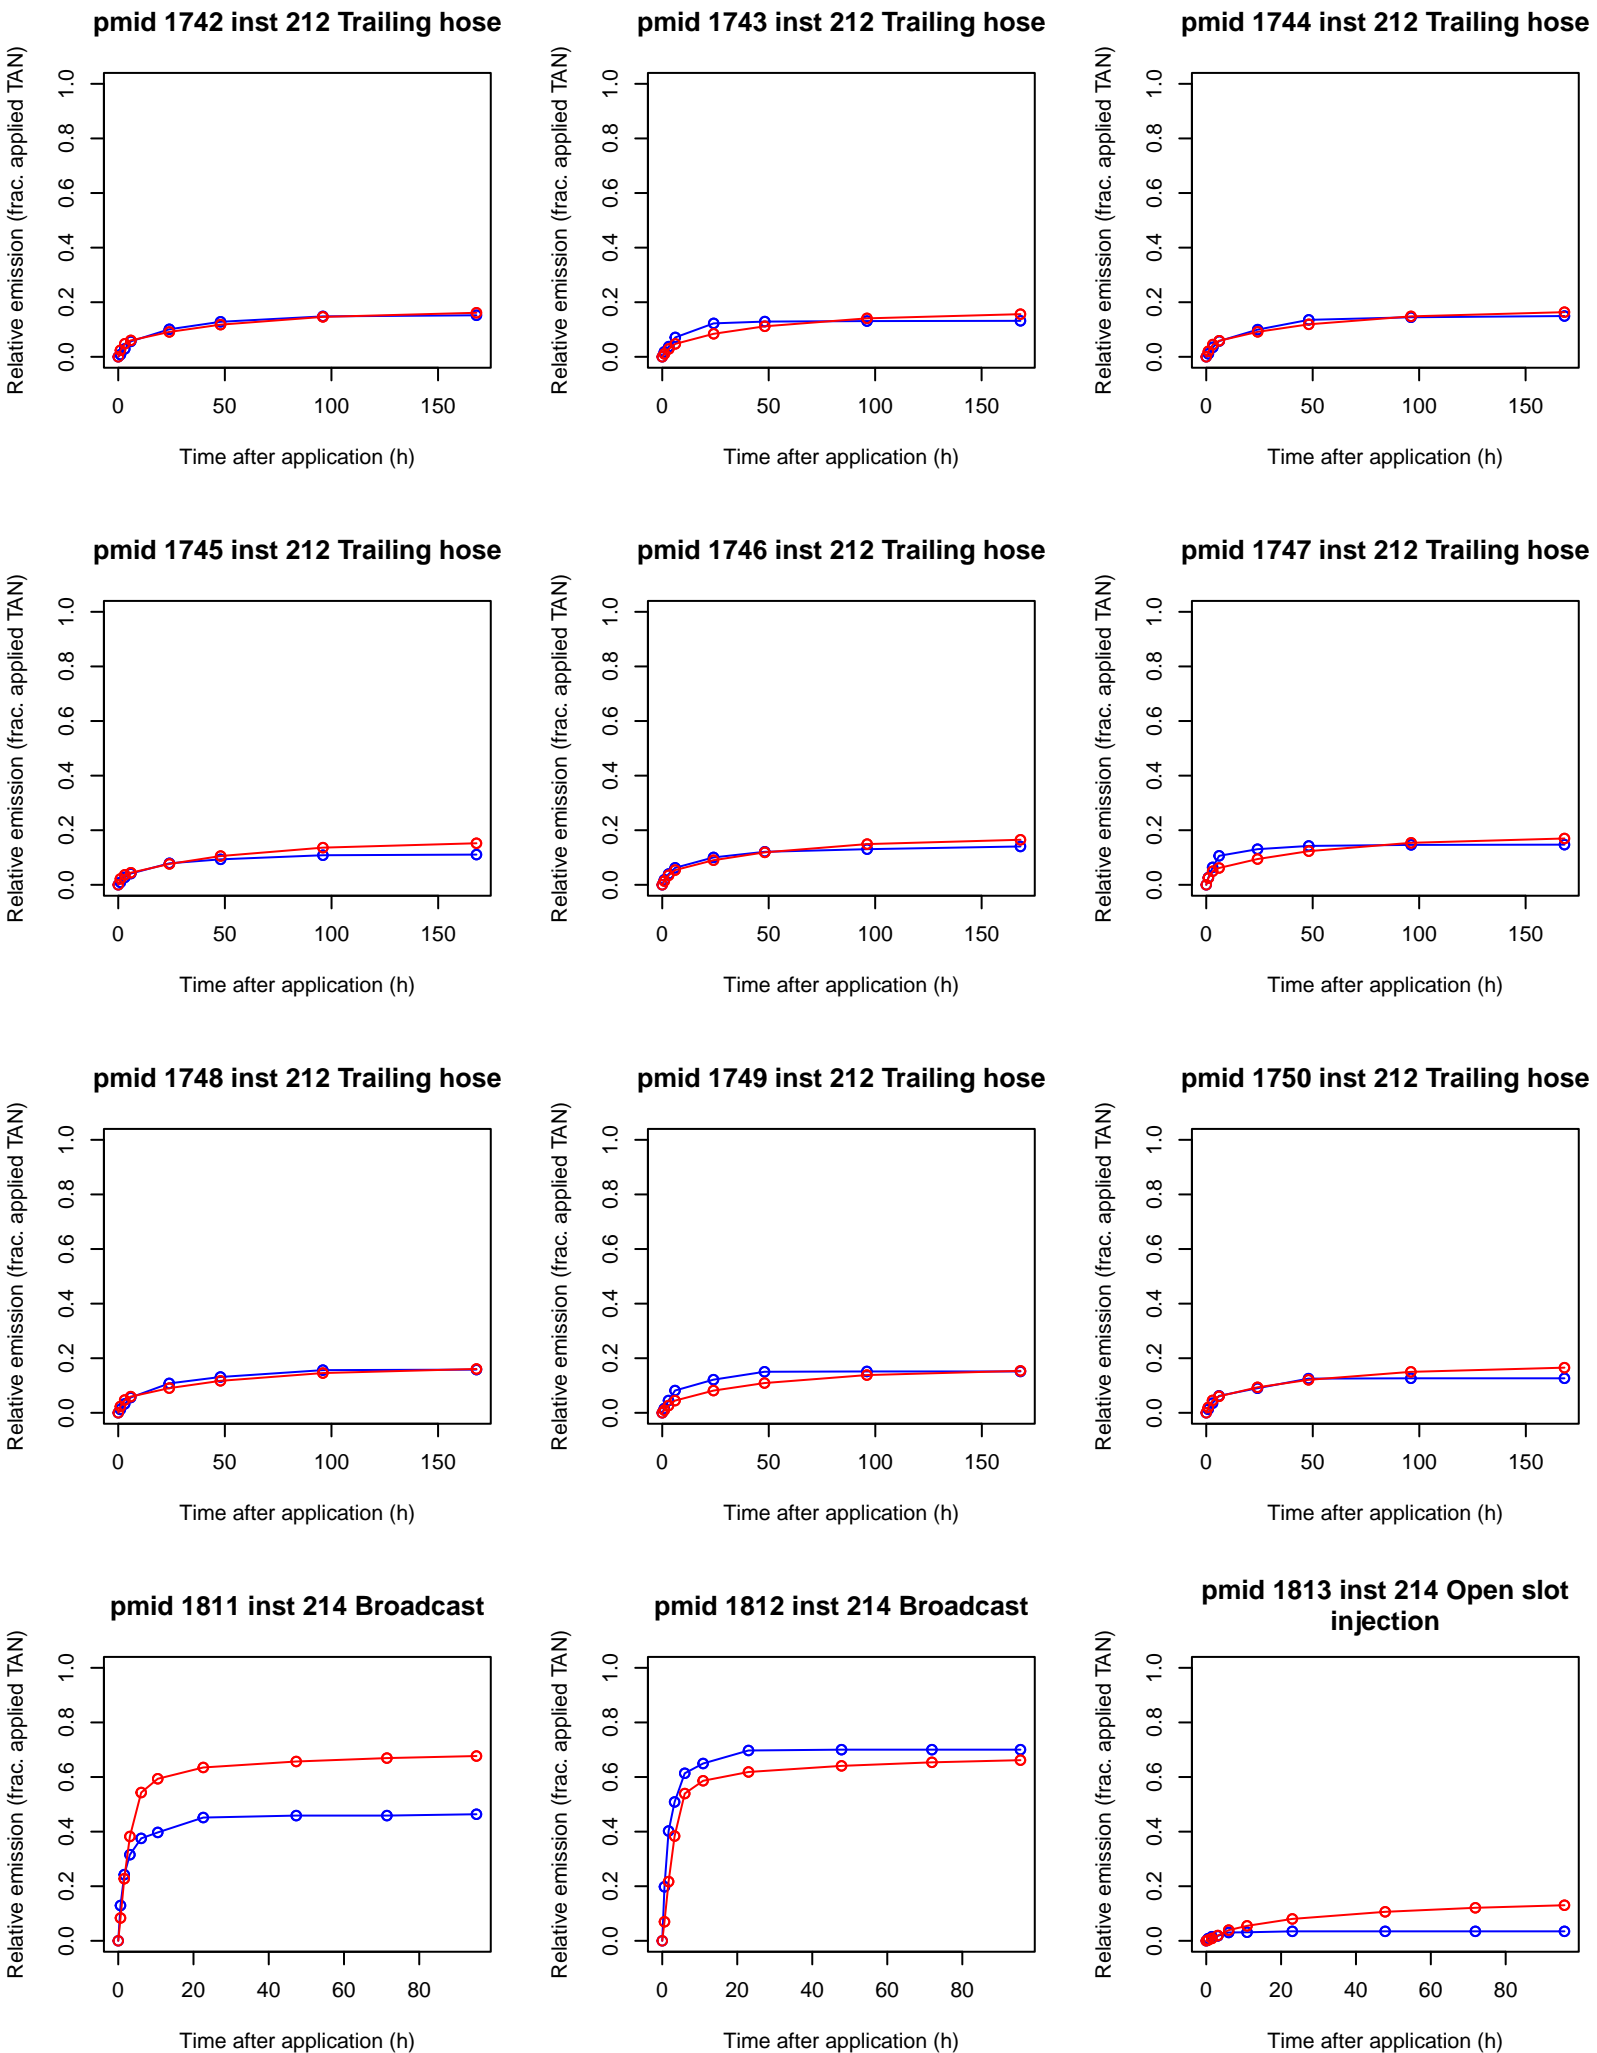 pmid 1742 inst 212 Trailing hose
Relative emission (frac. applied TAN)
1.0
0.8
0.6
0.4
0.2
0.0
0 50 100 150
Time after application (h)
pmid 1743 inst 212 Trailing hose
Relative emission (frac. applied TAN)
1.0
0.8
0.6
0.4
0.2
0.0
0 50 100 150
Time after application (h)
pmid 1744 inst 212 Trailing hose
Relative emission (frac. applied TAN)
1.0
0.8
0.6
0.4
0.2
0.0
0 50 100 150
Time after application (h)
pmid 1745 inst 212 Trailing hose
Relative emission (frac. applied TAN)
1.0
0.8
0.6
0.4
0.2
0.0
0 50 100 150
Time after application (h)
pmid 1746 inst 212 Trailing hose
Relative emission (frac. applied TAN)
1.0
0.8
0.6
0.4
0.2
0.0
0 50 100 150
Time after application (h)
pmid 1747 inst 212 Trailing hose
Relative emission (frac. applied TAN)
1.0
0.8
0.6
0.4
0.2
0.0
0 50 100 150
Time after application (h)
pmid 1748 inst 212 Trailing hose
Relative emission (frac. applied TAN)
1.0
0.8
0.6
0.4
0.2
0.0
0 50 100 150
Time after application (h)
pmid 1749 inst 212 Trailing hose
Relative emission (frac. applied TAN)
1.0
0.8
0.6
0.4
0.2
0.0
0 50 100 150
Time after application (h)
pmid 1750 inst 212 Trailing hose
Relative emission (frac. applied TAN)
1.0
0.8
0.6
0.4
0.2
0.0
0 50 100 150
Time after application (h)
pmid 1811 inst 214 Broadcast
Relative emission (frac. applied TAN)
1.0
0.8
0.6
0.4
0.2
0.0
0 20 40 60 80
Time after application (h)
pmid 1812 inst 214 Broadcast
Relative emission (frac. applied TAN)
1.0
0.8
0.6
0.4
0.2
0.0
0 20 40 60 80
Time after application (h)
pmid 1813 inst 214 Open slot
injection
Relative emission (frac. applied TAN)
1.0
0.8
0.6
0.4
0.2
0.0
0 20 40 60 80
Time after application (h)